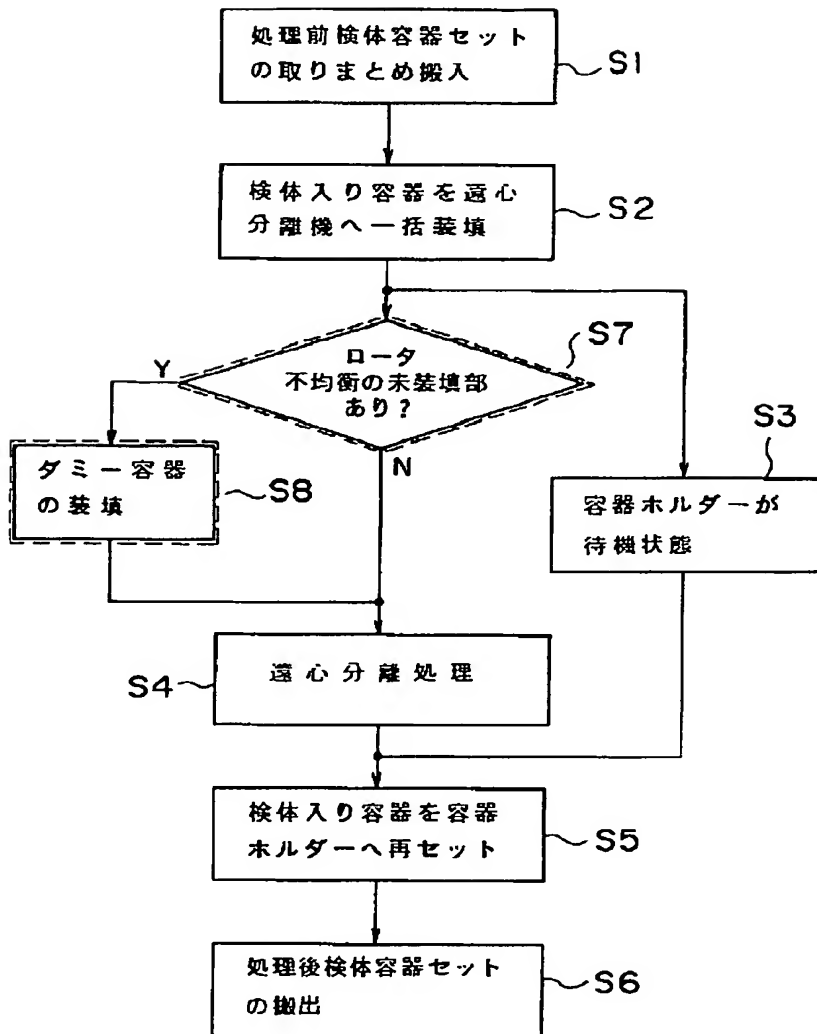 処理前検体容器セット
の取りまとめ搬入
S1
検体入り容器を遠心
分離機へ一括装填
S2
S7
Y
ロータ
不均衡の未装填部
あり?
N
S3
ダミー容器
の装填
S8
容器ホルダーが
待機状態
S4
遠心分離処理
検体入り容器を容器
ホルダーへ再セット
S5
処理後検体容器セット
の搬出
S6